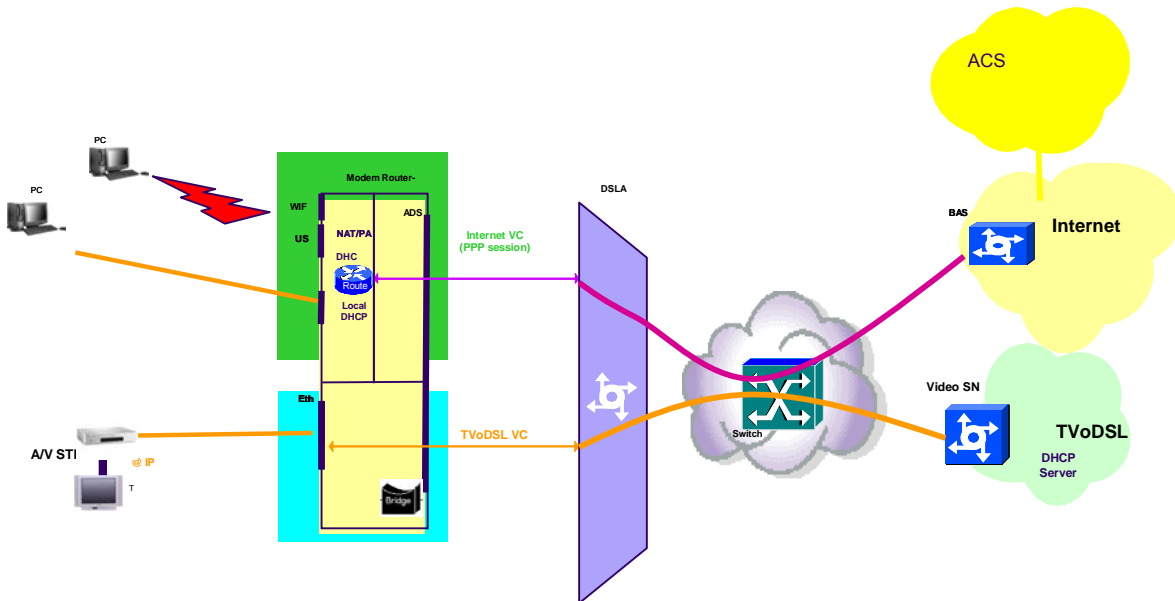 ACS
PC
PC
Modem Router-
DSLA
WIF
ADS
BAS
Internet
US
NAT/PA
Internet VC
(PPP session)
DHC
Route
Local
DHCP
Eth
Video SN
TVoDSL VC
Switch
TVoDSL
A/V STI
@ IP
DHCP
Server
T
Bridge